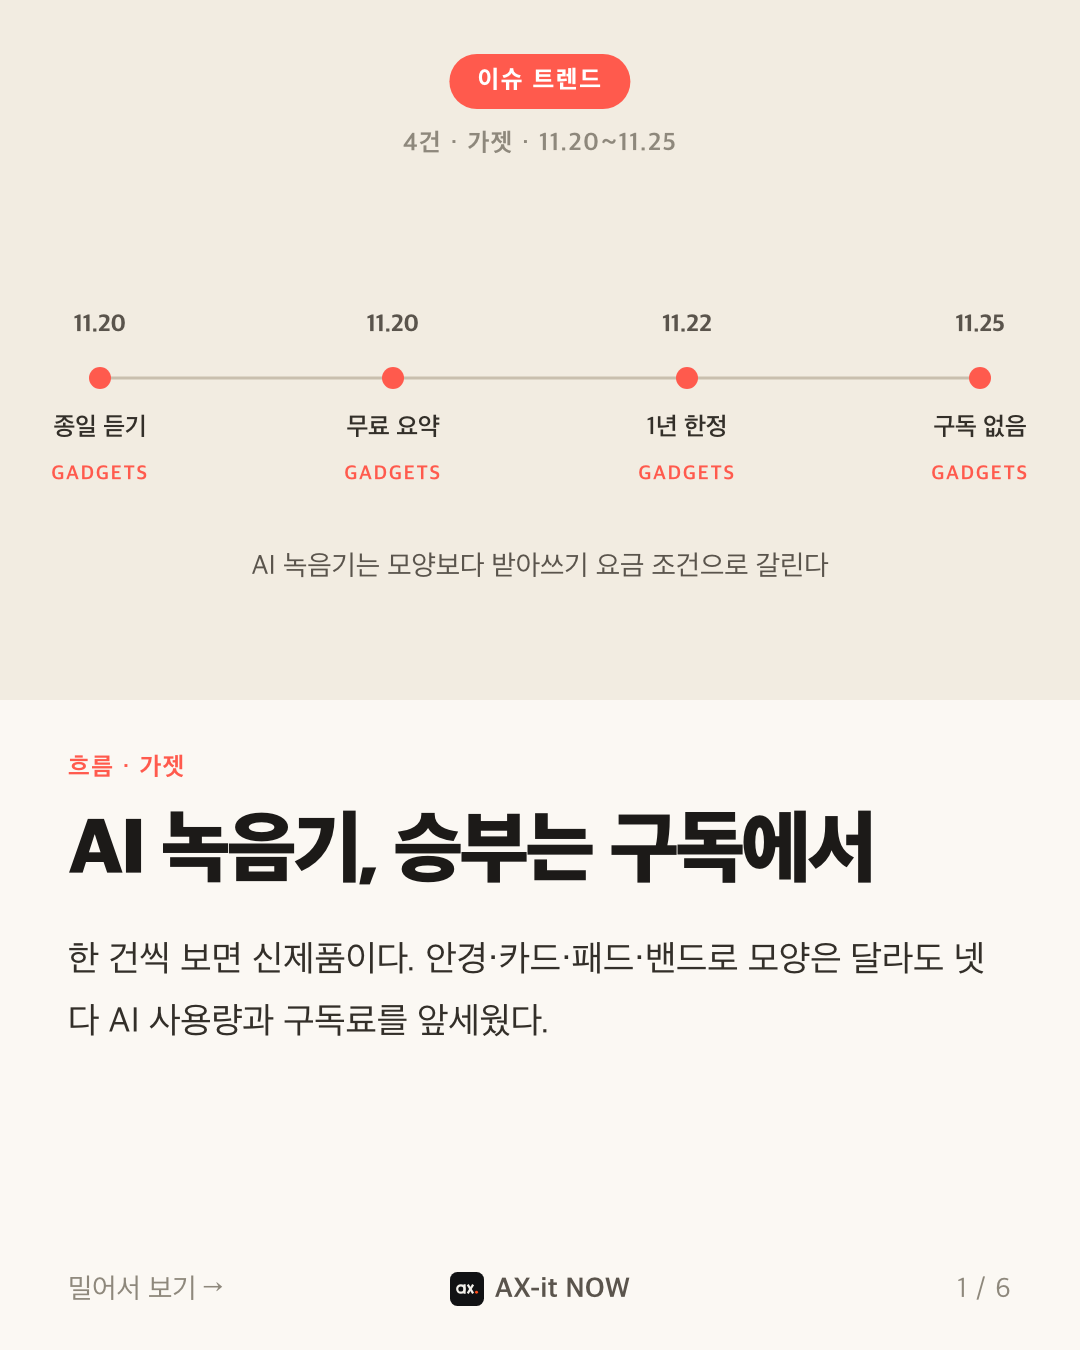 이슈 트렌드
4건 · 가젯 · 11.20~11.25
11.20 11.20 11.22 11.25
종일 듣기 무료 요약 1년 한정 구독 없음
GADGETS GADGETS GADGETS GADGETS
AI 녹음기는 모양보다 받아쓰기 요금 조건으로 갈린다
흐름 · 가젯
AI 녹음기, 승부는 구독에서
한 건씩 보면 신제품이다. 안경·카드·패드·밴드로 모양은 달라도 넷
다 AI 사용량과 구독료를 앞세웠다.
밀어서 보기 → ax. AX-it NOW 1 / 6